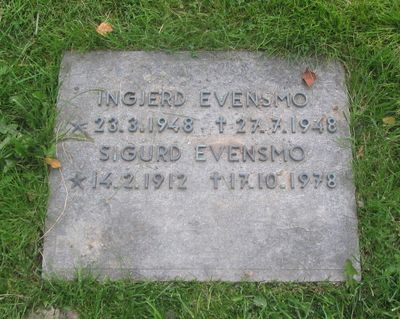 INGJERD EVENSMO
★ 23.3.1948 † 27.7.1948
SIGURD EVENSMO
★ 14.2.1912 † 17.10.1978